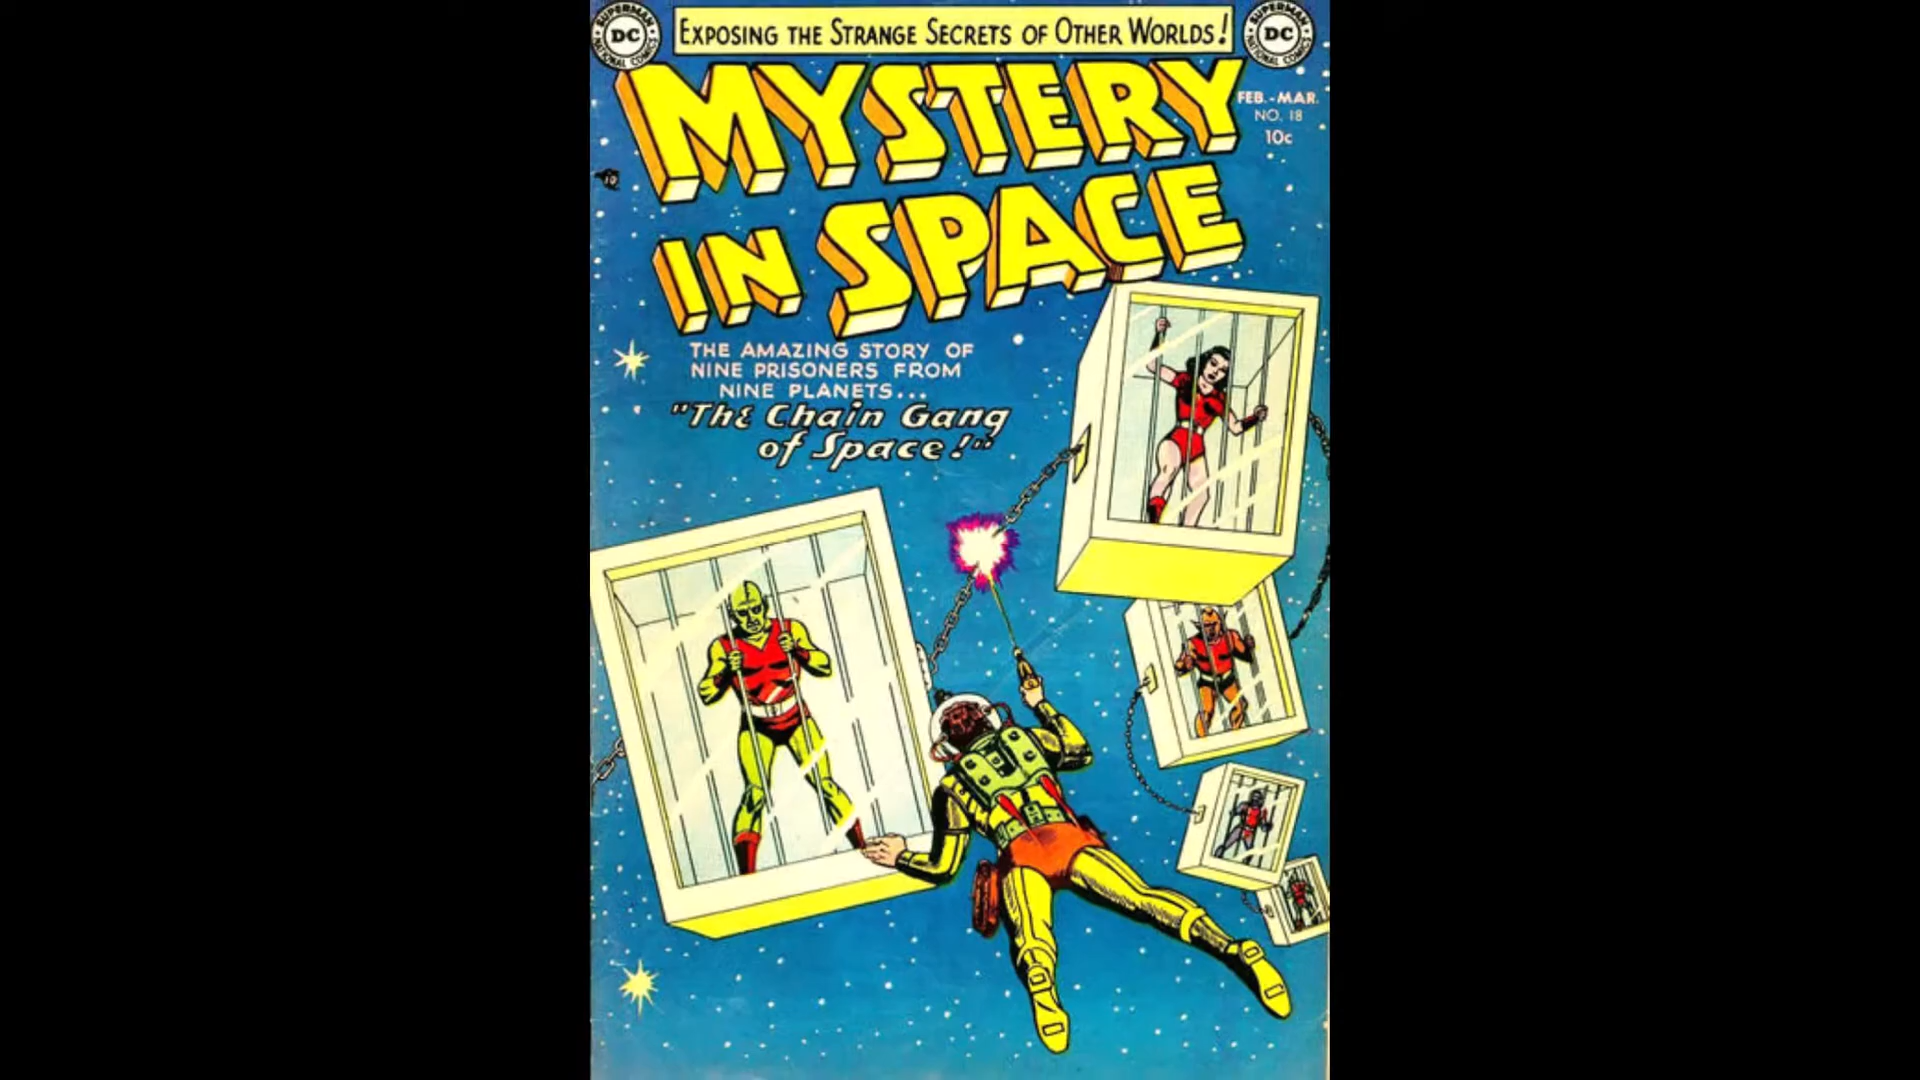 SUPERMAN
DC
NATIONAL COMICS
EXPOSING THE STRANGE SECRETS OF OTHER WORLDS!
SUPERMAN
DC
NATIONAL COMICS
MYSTERY
IN SPACE
FEB.-MAR.
NO. 18
10c
THE AMAZING STORY OF
NINE PRISONERS FROM
NINE PLANETS...
"The Chain Gang
of Space!"